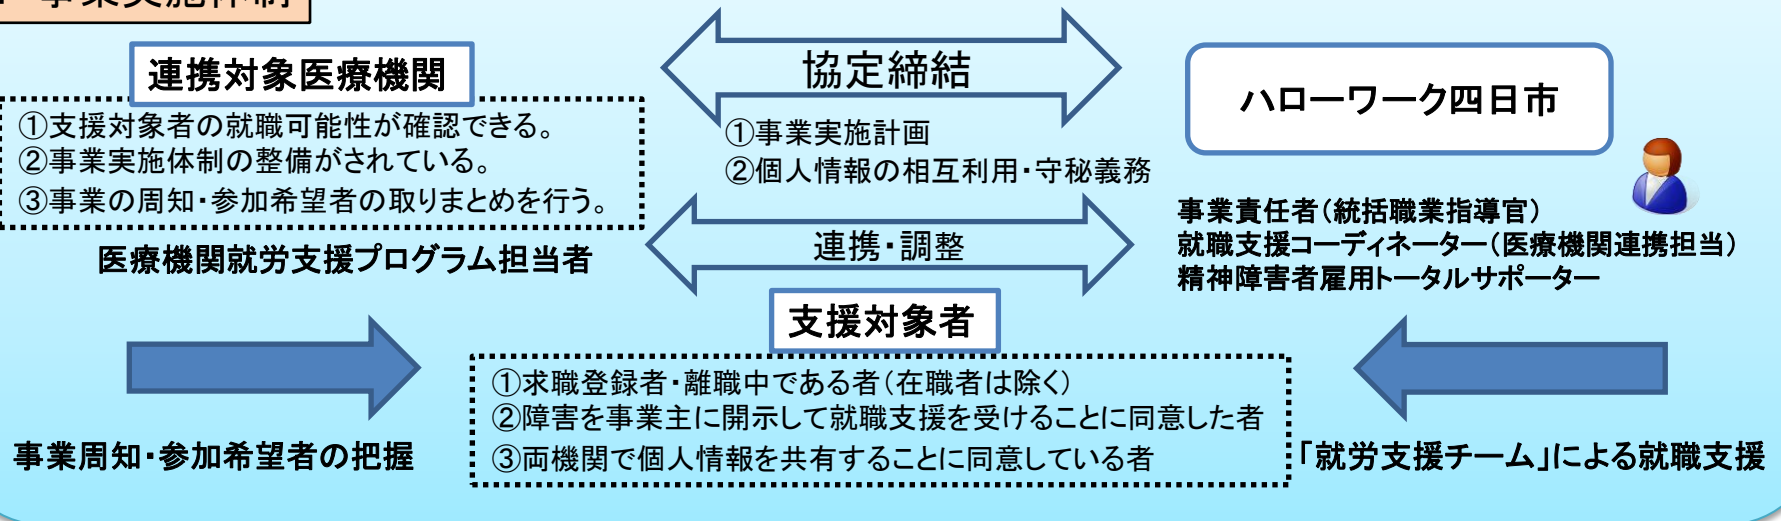 事業実施体制
連携対象医療機関
①支援対象者の就職可能性が確認できる。
②事業実施体制の整備がされている。
③事業の周知・参加希望者の取りまとめを行う。
医療機関就労支援プログラム担当者
協定締結
①事業実施計画
②個人情報の相互利用・守秘義務
連携・調整
ハローワーク四日市
事業責任者(統括職業指導官)
就職支援コーディネーター(医療機関連携担当)
精神障害者雇用トータルサポーター
支援対象者
①求職登録者・離職中である者(在職者は除く)
②障害を事業主に開示して就職支援を受けることに同意した者
③両機関で個人情報を共有することに同意している者
事業周知・参加希望者の把握
「就労支援チーム」による就職支援